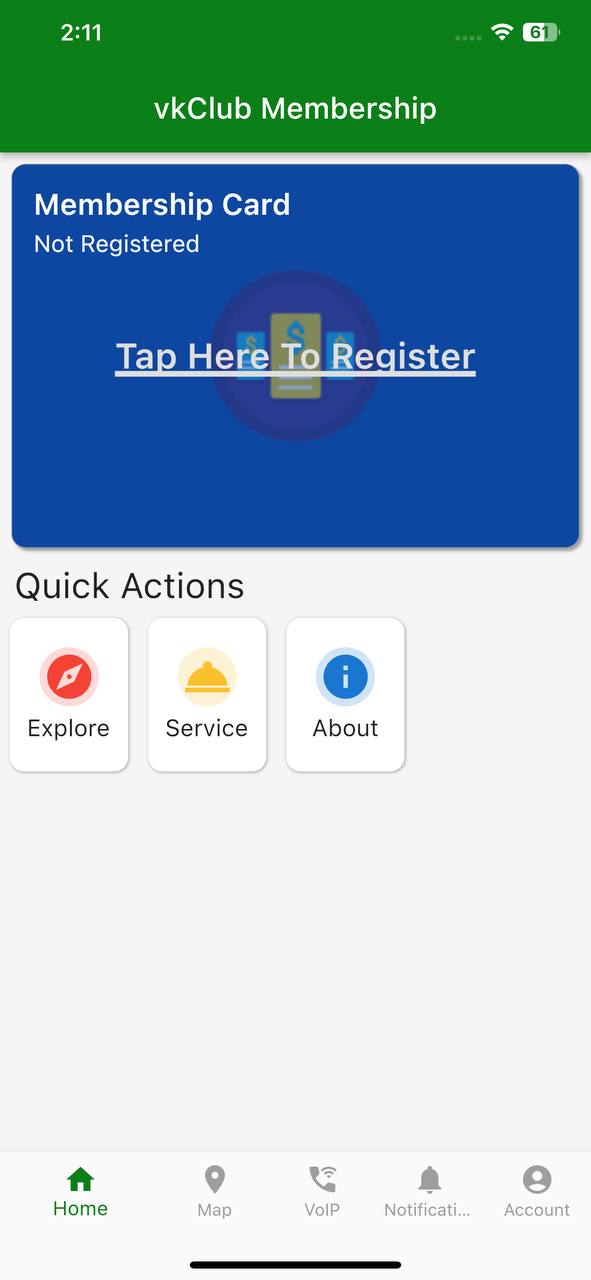 2:11
61
vkClub Membership
Membership Card
Not Registered
$ $ $
Tap Here To Register
Quick Actions
Explore Service About
Home Map VoIP Notificati... Account